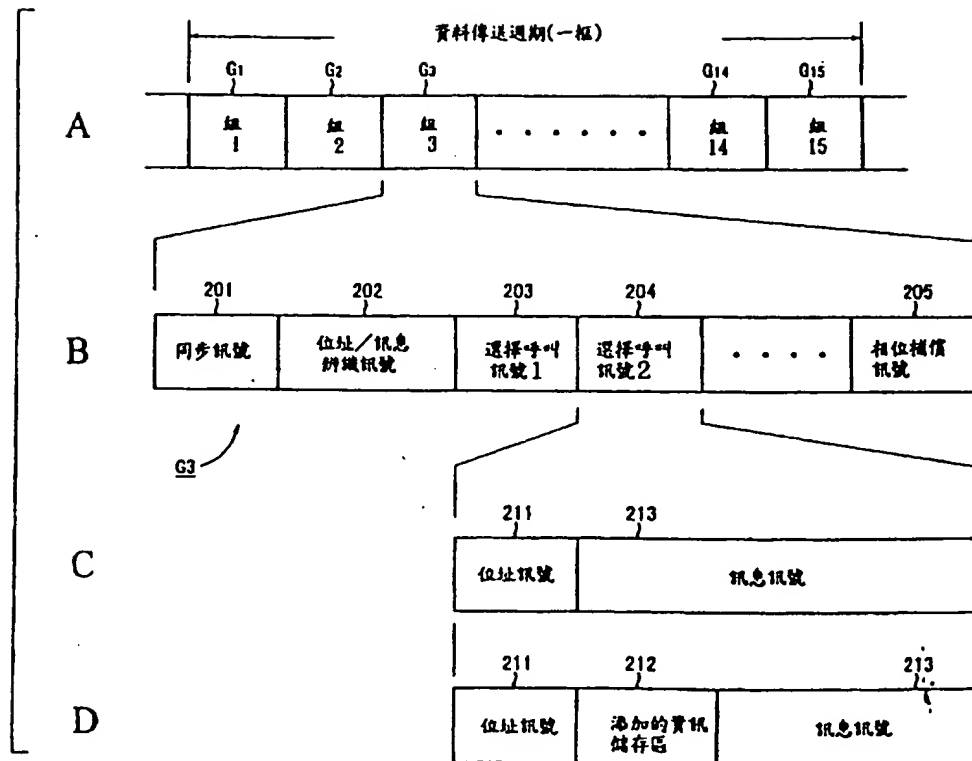 資料傳送週期(一框)
G1 G2 G3 G14 G15
A
組 1
組 2
組 3
· · · · · ·
組 14
組 15
201 202 203 204 205
B
同步訊號
位址/訊息
辨識訊號
選擇呼叫
訊號1
選擇呼叫
訊號2
· · · ·
相位補償
訊號
G3
211 213
C
位址訊號
訊息訊號
211 212 213
D
位址訊號
添加的資訊
儲存區
訊息訊號